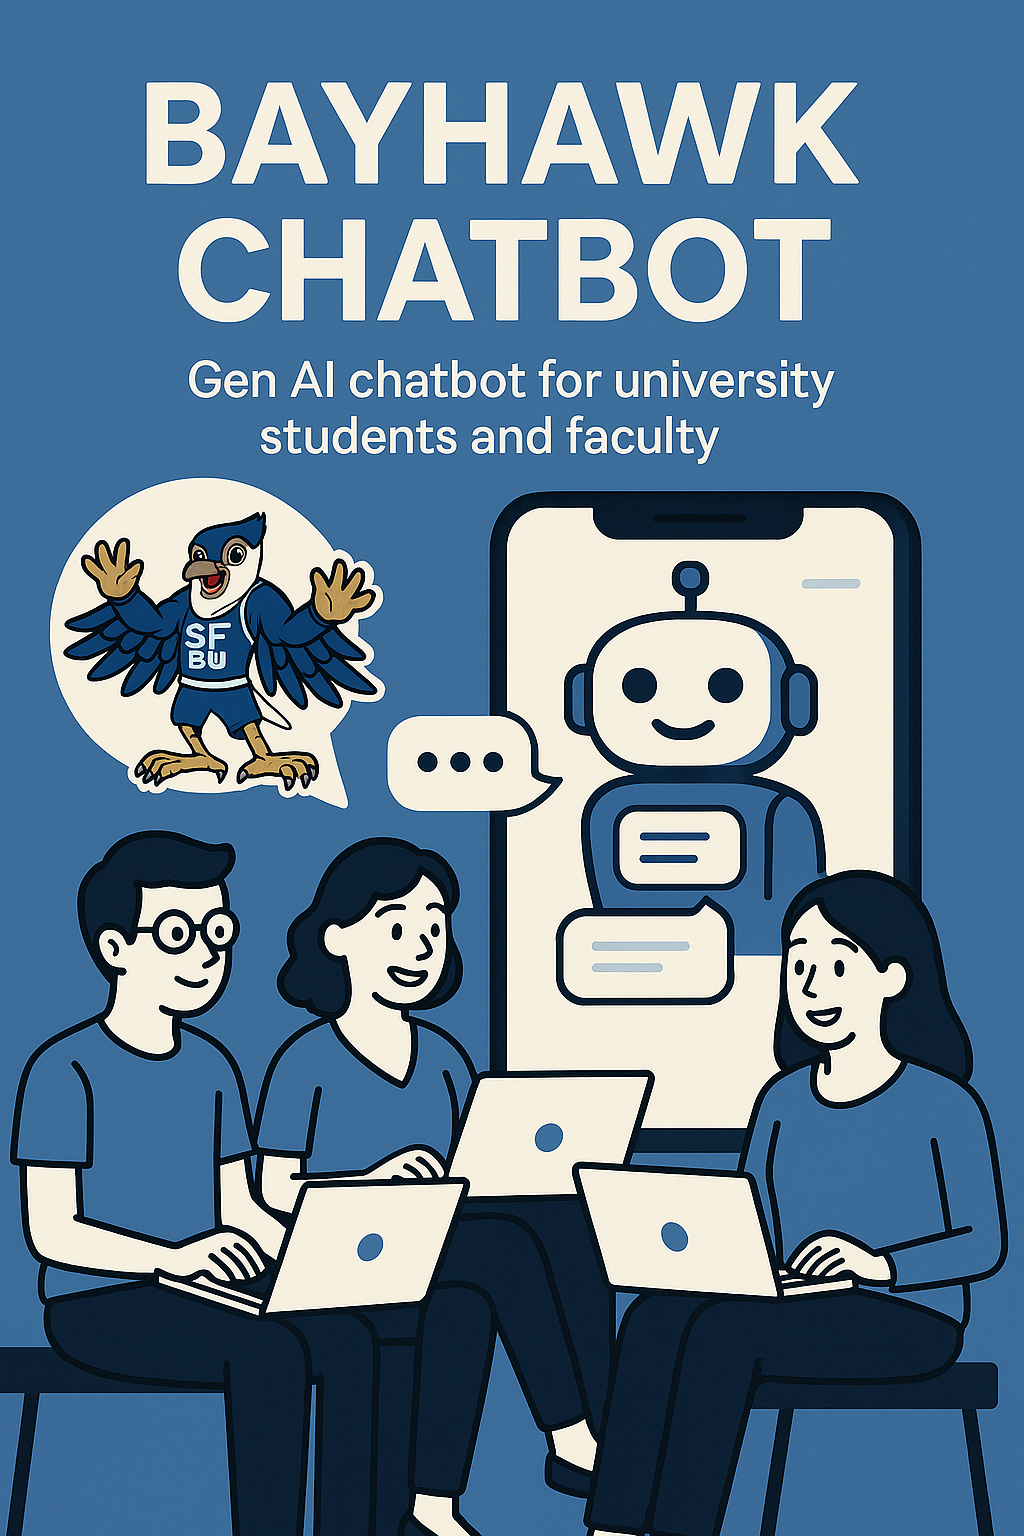 BAYHAWK
CHATBOT
Gen AI chatbot for university
students and faculty
SF
BU